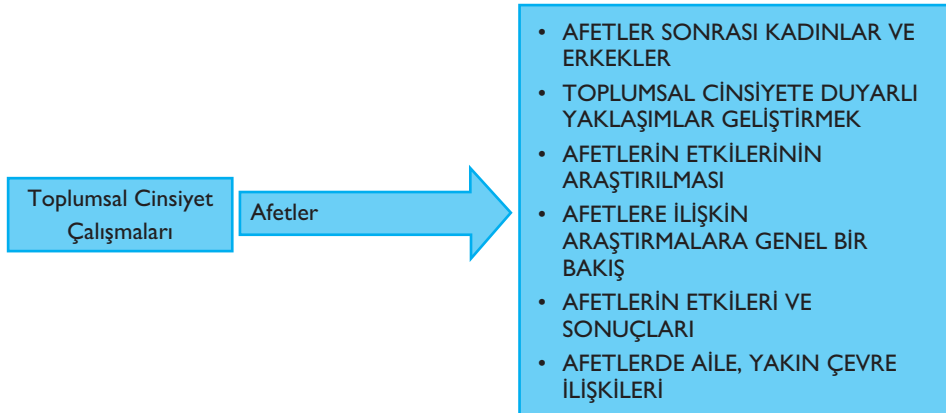 Toplumsal Cinsiyet
Çalışmaları
Afetler
• AFETLER SONRASI KADINLAR VE
ERKEKLER
• TOPLUMSAL CİNSİYETE DUYARLI
YAKLAŞIMLAR GELİŞTİRMEK
• AFETLERİN ETKİLERİNİN
ARAŞTIRILMASI
• AFETLERE İLİŞKİN
ARAŞTIRMALARA GENEL BİR
BAKIŞ
• AFETLERİN ETKİLERİ VE
SONUÇLARI
• AFETLERDE AİLE, YAKIN ÇEVRE
İLİŞKİLERİ